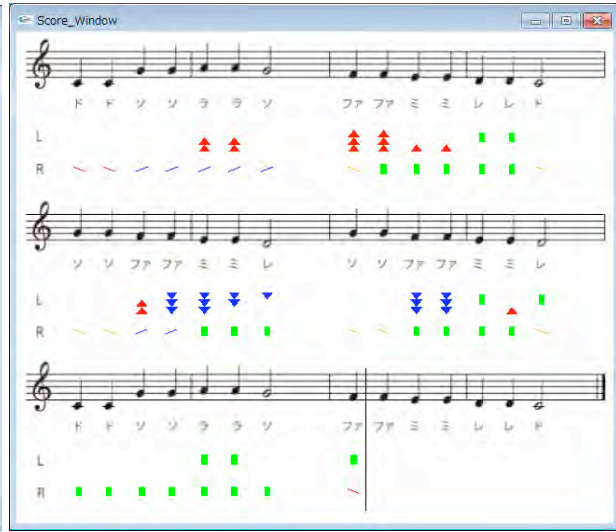 Score_Window
ド ド ソ ソ ラ ラ ソ ファ ファ ミ ミ レ レ ド
L
R
ソ ソ ファ ファ ミ ミ レ ソ ソ ファ ファ ミ ミ レ
L
R
ド ド ソ ソ ラ ラ ソ ファ ファ ミ ミ レ レ ド
L
R